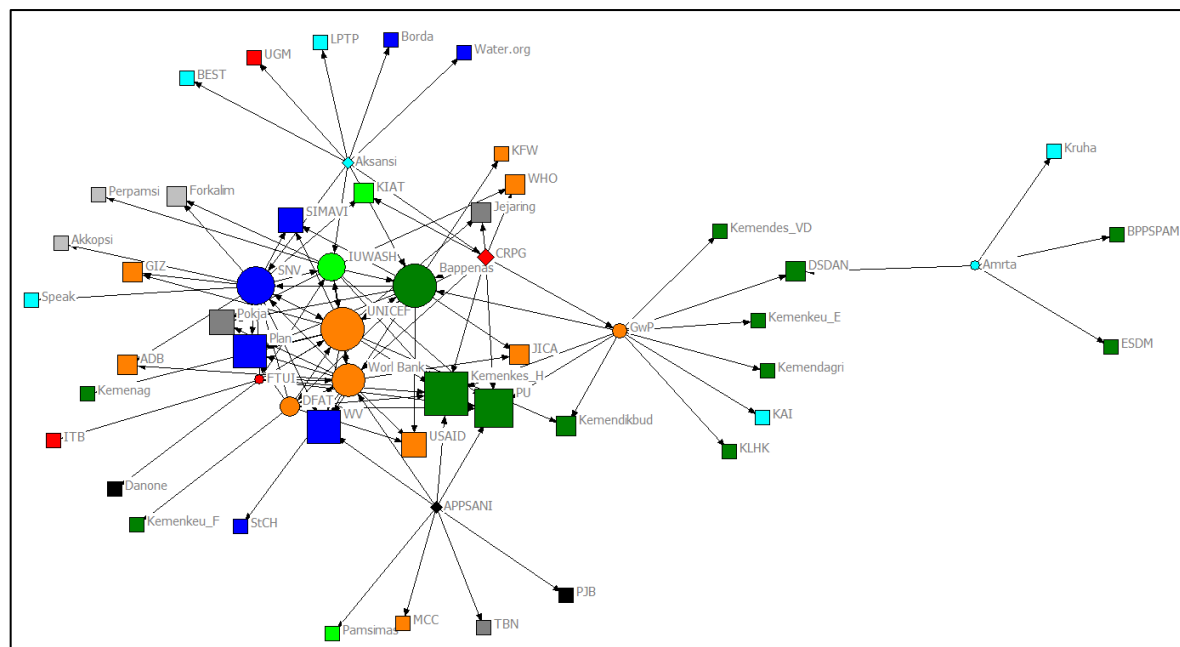 LPTP
Borda
UGM
Water.org
BEST
Kruha
KFW
Aksansi
WHO
KIAT
Perpamsi
Forkalim
Jejaring
SIMAVI
Kemendes_VD
BPPSPAM
Akkopsi
CRPG
IUWASH
GIZ
SNV
Bappenas
DSDAN
Amrta
Speak
UNICEF
Pokja
Kemenkeu_E
GwP
Plan
ADB
JICA
ESDM
Worl Bank
Kemendagri
Kemenkes_H
FTUI
Kemenag
PU
DFAT
WV
KAI
Kemendikbud
ITB
USAID
KLHK
Danone
APPSANI
Kemenkeu_F
StCH
PJB
MCC
TBN
Pamsimas